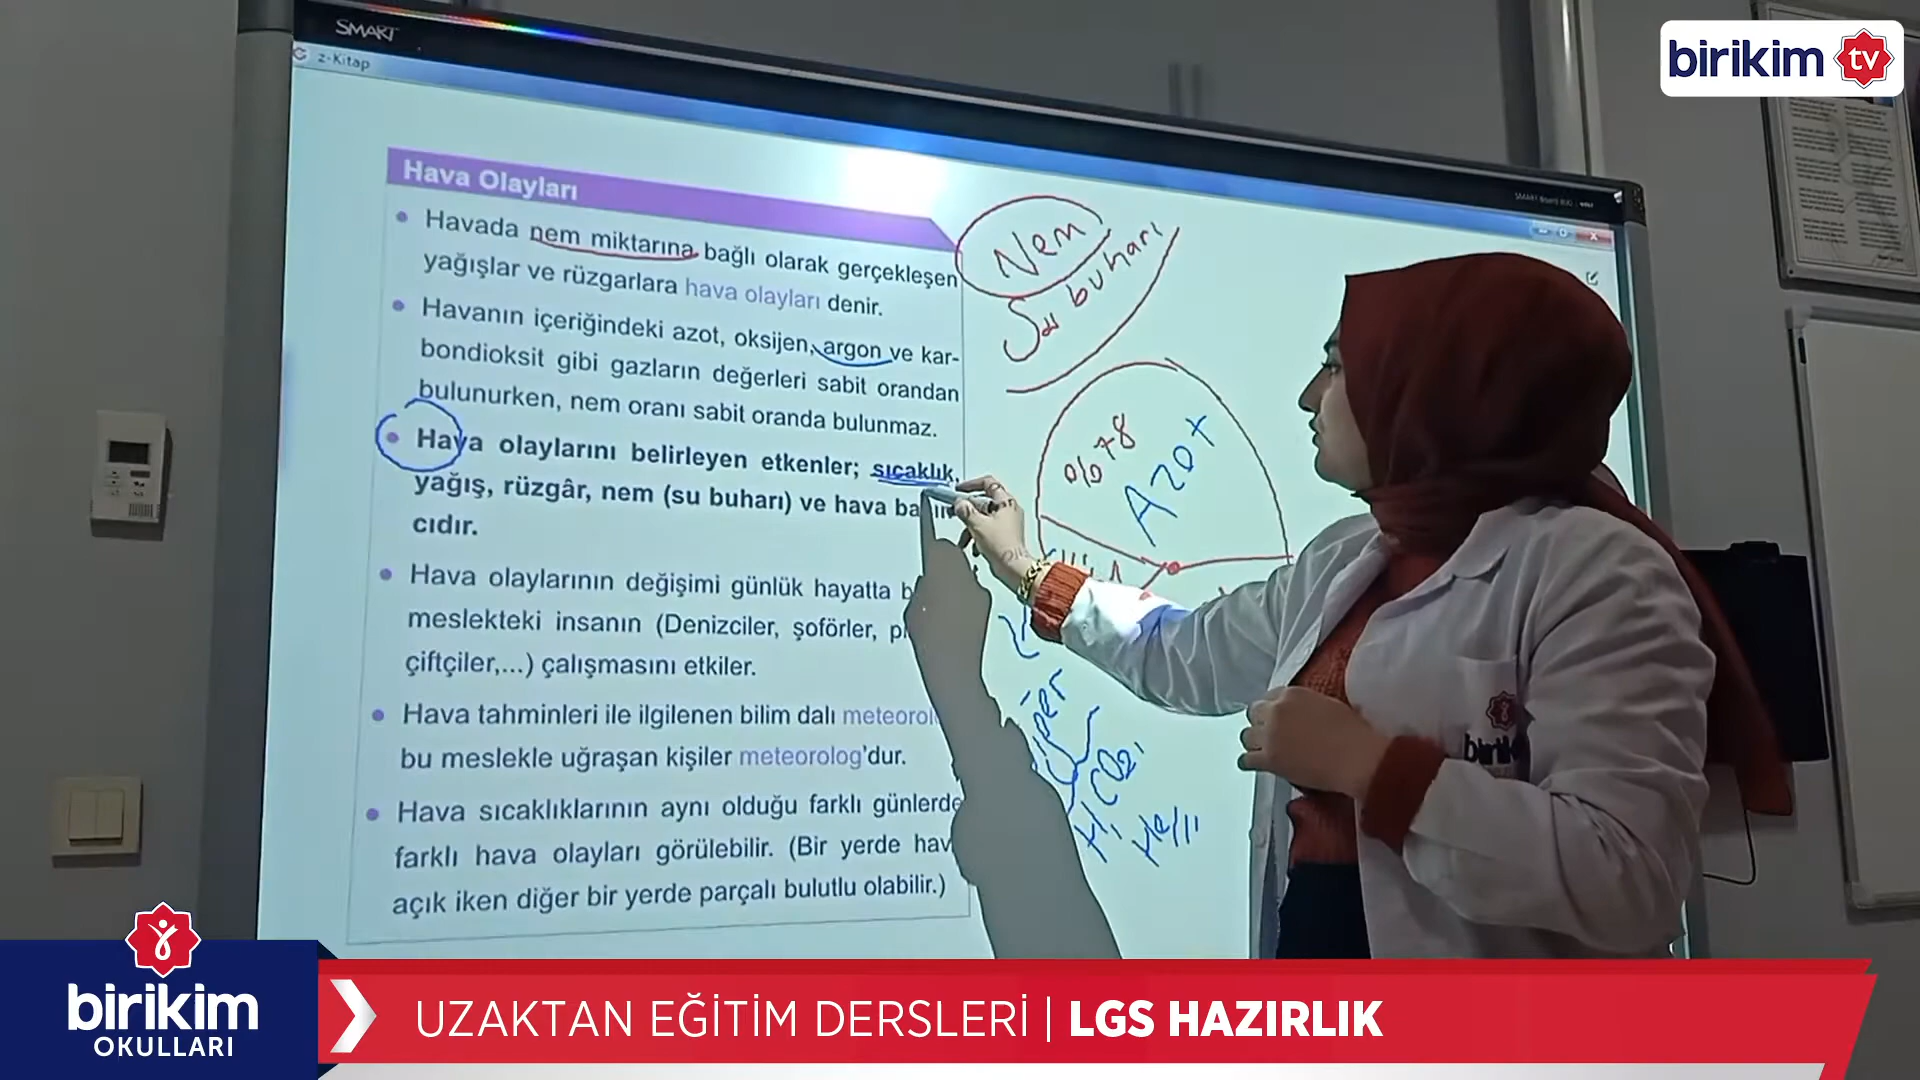 SMART
z-Kitap
birikim tv
Hava Olayları
Havada nem miktarına bağlı olarak gerçekleşen
yağışlar ve rüzgarlara hava olayları denir.
Havanın içeriğindeki azot, oksijen, argon ve kar-
bondioksit gibi gazların değerleri sabit orandan
bulunurken, nem oranı sabit oranda bulunmaz.
Hava olaylarını belirleyen etkenler; sıcaklık,
yağış, rüzgâr, nem (su buharı) ve hava
cıdır.
Hava olaylarının değişimi günlük hayatta
meslekteki insanın (Denizciler, şoförler,
çiftçiler,...) çalışmasını etkiler.
Hava tahminleri ile ilgilenen bilim dalı
bu meslekle uğraşan kişiler meteorolog'dur.
Hava sıcaklıklarının aynı olduğu farklı günlerde
farklı hava olayları görülebilir. (Bir yerde
açık iken diğer bir yerde parçalı bulutlu olabilir.)
Nem
Su buharı
%78
Azot
CO2
He
birikim
OKULLARI
UZAKTAN EĞİTİM DERSLERİ | LGS HAZIRLIK